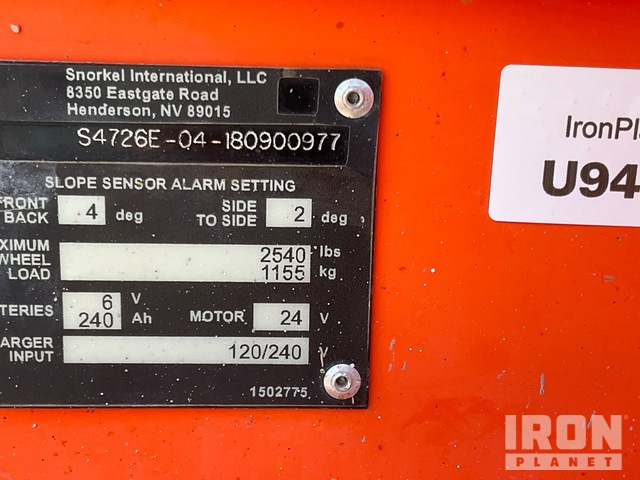 Snorkel International, LLC
8350 Eastgate Road
Henderson, NV 89015
S4726E-04-180900977
SLOPE SENSOR ALARM SETTING
FRONT
BACK 4 deg SIDE
TO SIDE 2 deg
XIMUM
WHEEL
LOAD 2540 lbs
1155 kg
TERIES 6 V
240 Ah MOTOR 24 V
ARGER
INPUT 120/240 V
1502775
IronPla
U94
IRON
PLANET